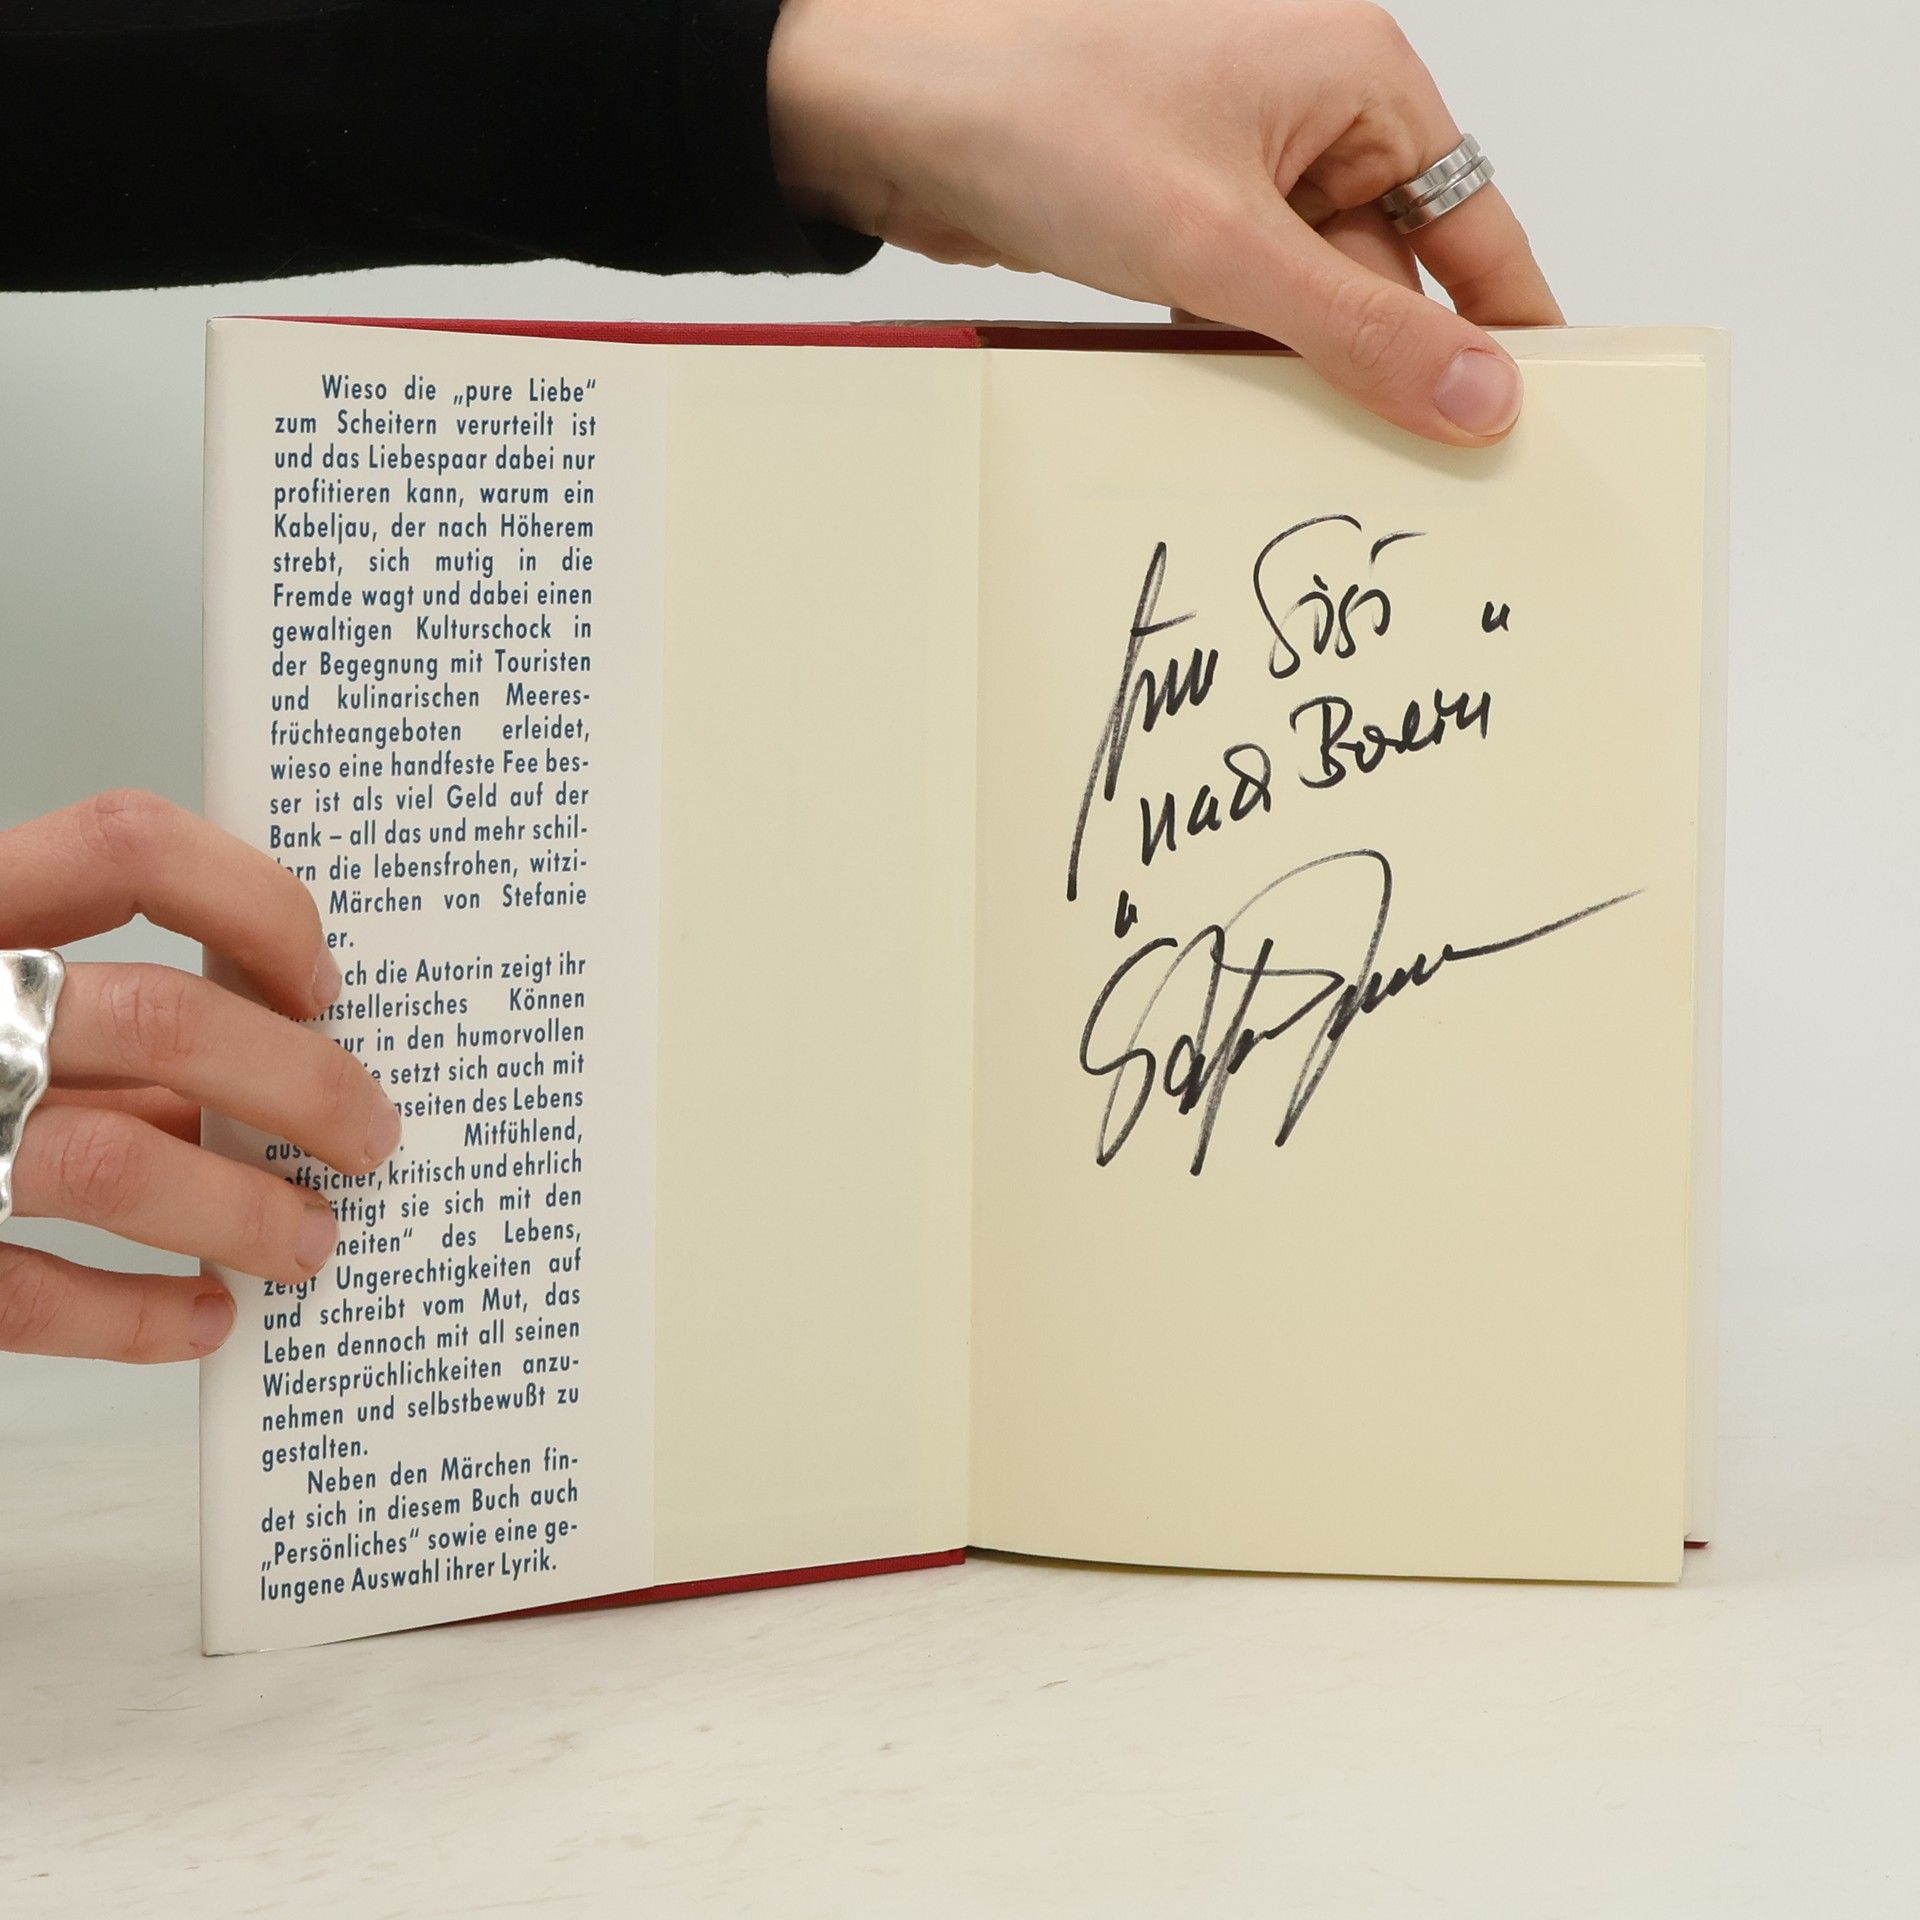 Wieso die „pure Liebe“
zum Scheitern verurteilt ist
und das Liebespaar dabei nur
profitieren kann, warum ein
Kabeljau, der nach Höherem
strebt, sich mutig in die
Fremde wagt und dabei einen
gewaltigen Kulturschock in
der Begegnung mit Touristen
und kulinarischen Meeres-
früchteangeboten erleidet,
wieso eine handfeste Fee bes-
ser ist als viel Geld auf der
Bank – all das und mehr schil-
die lebensfrohen, witzi-
Märchen von Stefanie
die Autorin zeigt ihr
Können
in den humorvollen
setzt sich auch mit
des Lebens
Mitfühlend,
kritisch und ehrlich
sie sich mit den
des Lebens,
zeigt Ungerechtigkeiten auf
und schreibt vom Mut, das
Leben dennoch mit all seinen
Widersprüchlichkeiten anzu-
nehmen und selbstbewußt zu
gestalten.
Neben den Märchen fin-
det sich in diesem Buch auch
„Persönliches“ sowie eine ge-
lungene Auswahl ihrer Lyrik.
nach